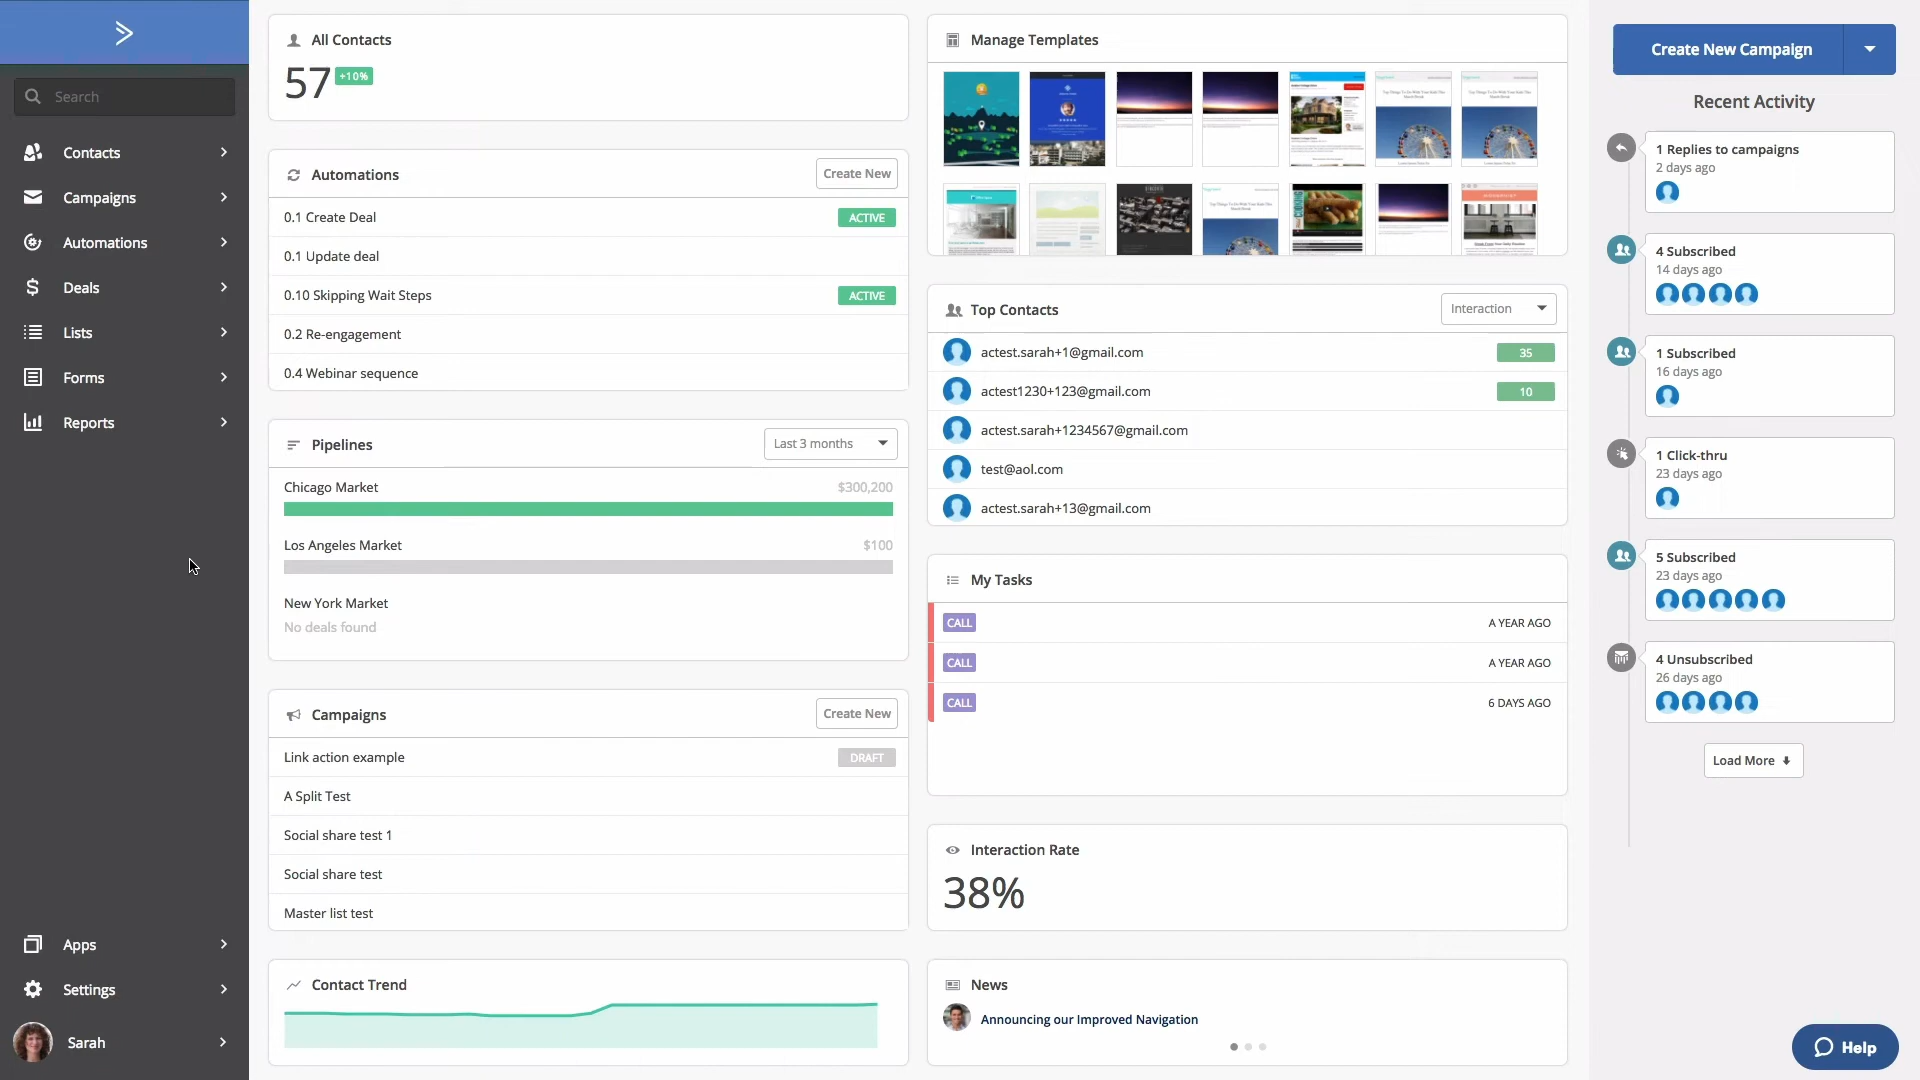 Search
Contacts
Campaigns
Automations
Deals
Lists
Forms
Reports
Apps
Settings
Sarah
All Contacts
57 +10%
Automations
Create New
0.1 Create Deal
ACTIVE
0.1 Update deal
0.10 Skipping Wait Steps
ACTIVE
0.2 Re-engagement
0.4 Webinar sequence
Pipelines
Last 3 months
Chicago Market
$300,200
Los Angeles Market
$100
New York Market
No deals found
Campaigns
Create New
Link action example
DRAFT
A Split Test
Social share test 1
Social share test
Master list test
Contact Trend
Manage Templates
Top Contacts
Interaction
actest.sarah+1@gmail.com
35
actest1230+123@gmail.com
10
actest.sarah+1234567@gmail.com
test@aol.com
actest.sarah+13@gmail.com
My Tasks
CALL
A YEAR AGO
CALL
A YEAR AGO
CALL
6 DAYS AGO
Interaction Rate
38%
News
Announcing our Improved Navigation
Create New Campaign
Recent Activity
1 Replies to campaigns
2 days ago
4 Subscribed
14 days ago
1 Subscribed
16 days ago
1 Click-thru
23 days ago
5 Subscribed
23 days ago
4 Unsubscribed
26 days ago
Load More
Help